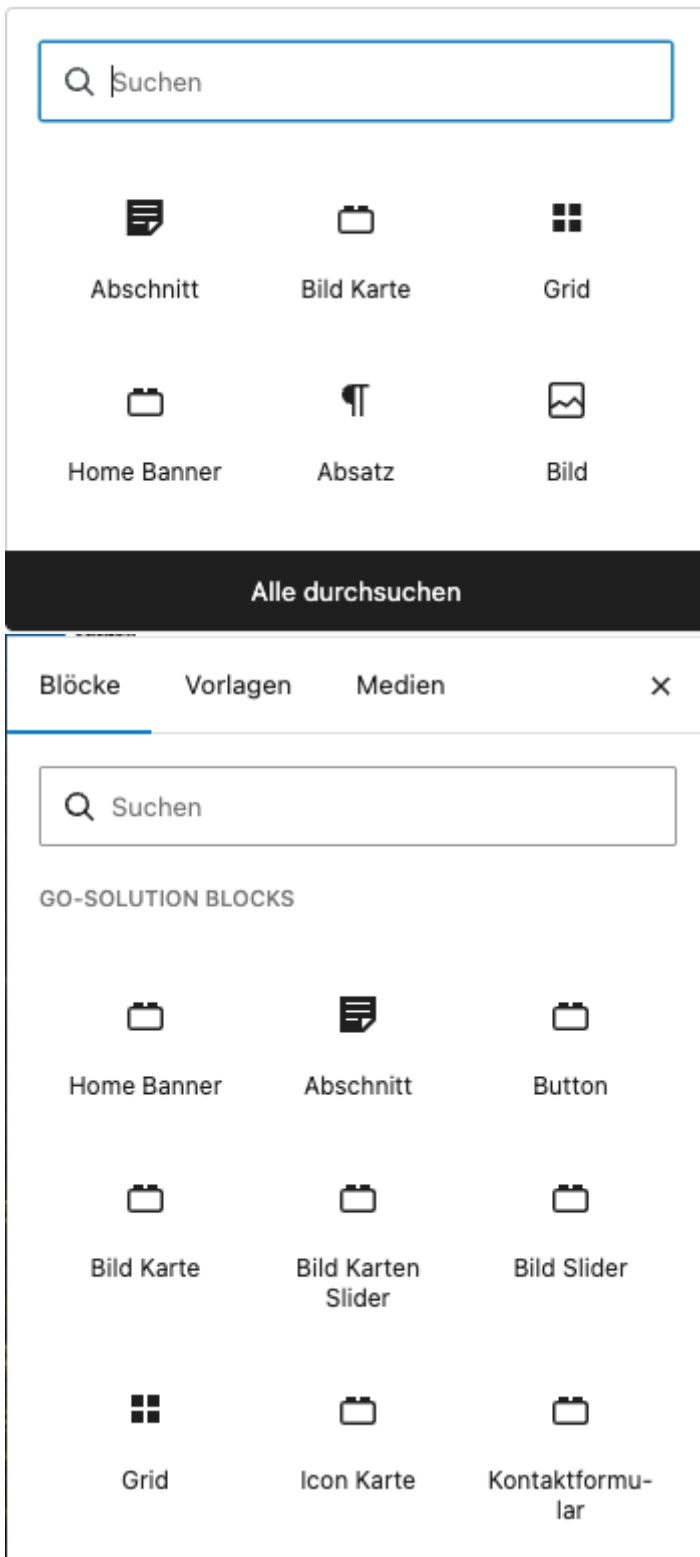 Suchen
Abschnitt Bild Karte Grid
Home Banner Absatz Bild
Alle durchsuchen
Blöcke Vorlagen Medien
Suchen
GO-SOLUTION BLOCKS
Home Banner Abschnitt Button
Bild Karte Bild Karten Bild Slider
Slider
Grid Icon Karte Kontaktformu-
lar